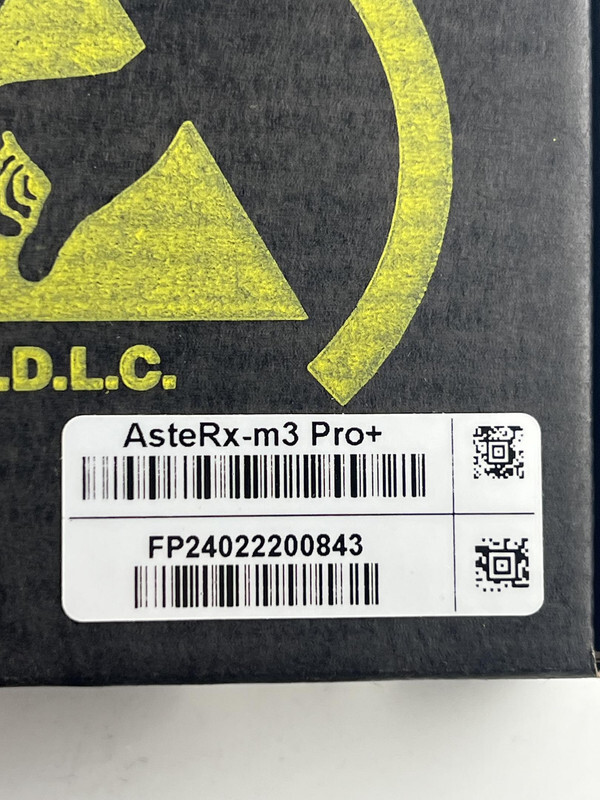 .D.L.C.
AsteRx-m3 Pro+
FP24022200843